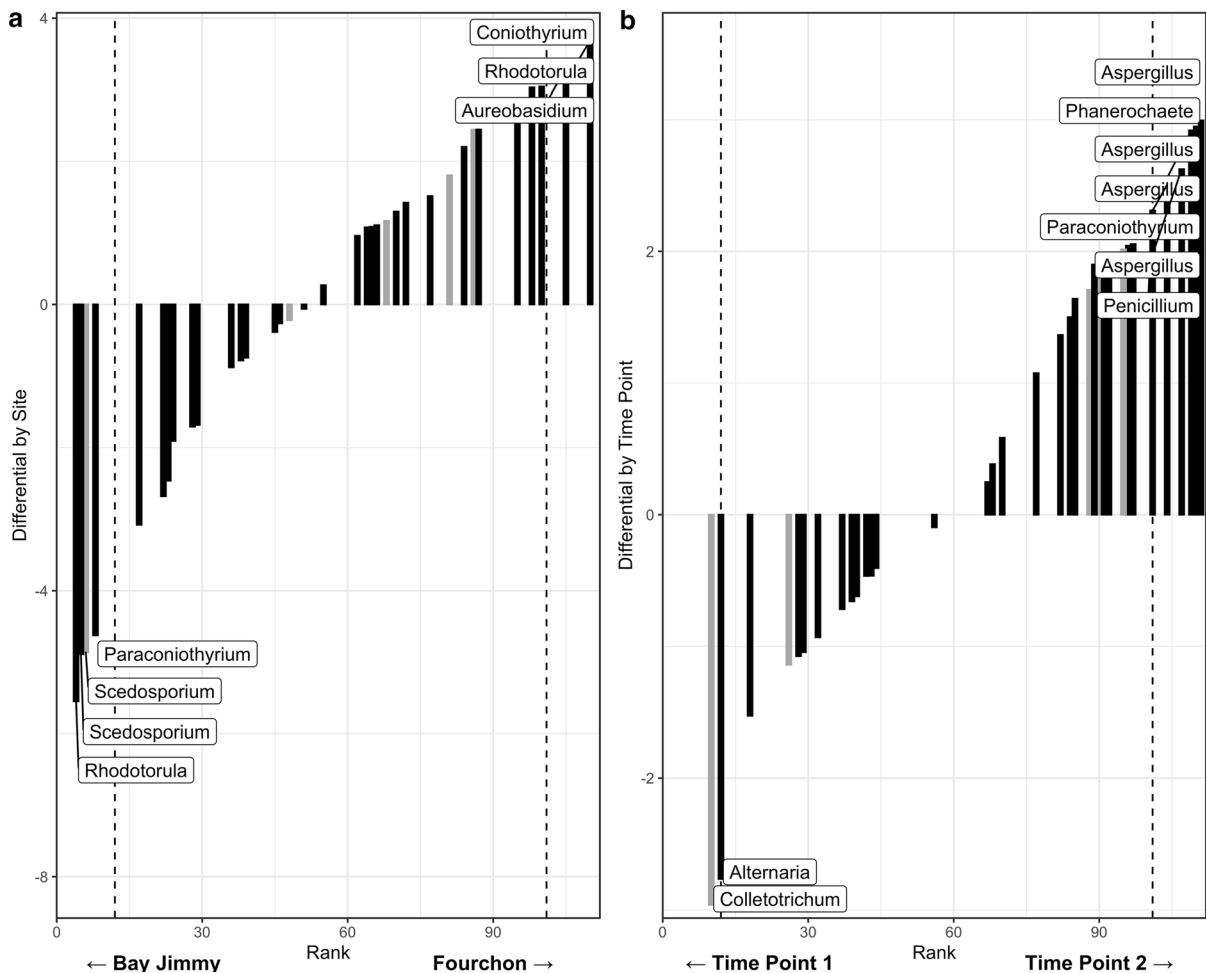 a
Differential by Site
4
0
-4
-8
Coniothyrium
Rhodotorula
Aureobasidium
Paraconiothyrium
Scedosporium
Scedosporium
Rhodotorula
0
30
60
90
Rank
← Bay Jimmy
Fourchon →
b
Differential by Time Point
2
0
-2
Aspergillus
Phanerochaete
Aspergillus
Aspergillus
Paraconiothyrium
Aspergillus
Penicillium
Alternaria
Colletotrichum
0
30
60
90
Rank
← Time Point 1
Time Point 2 →